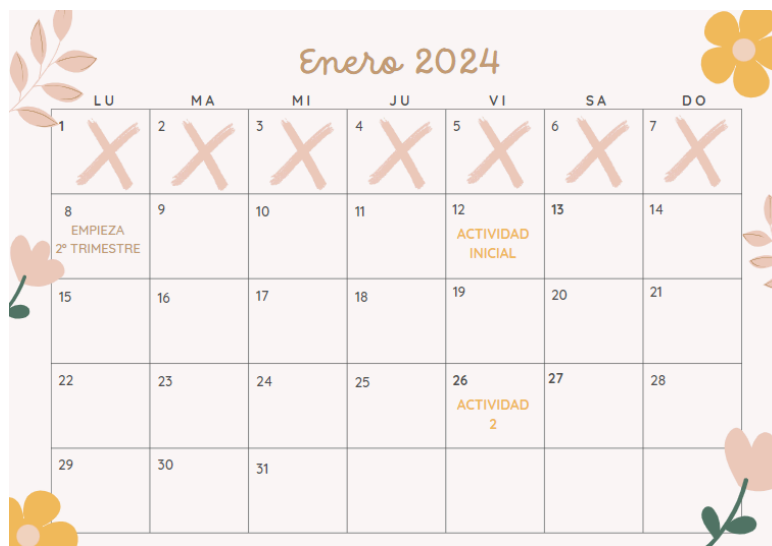 Enero 2024
LU MA MI JU VI SA DO
1 2 3 4 5 6 7
8 9 10 11 12 13 14
EMPIEZA ACTIVIDAD
2º TRIMESTRE INICIAL
15 16 17 18 19 20 21
22 23 24 25 26 27 28
ACTIVIDAD
2
29 30 31